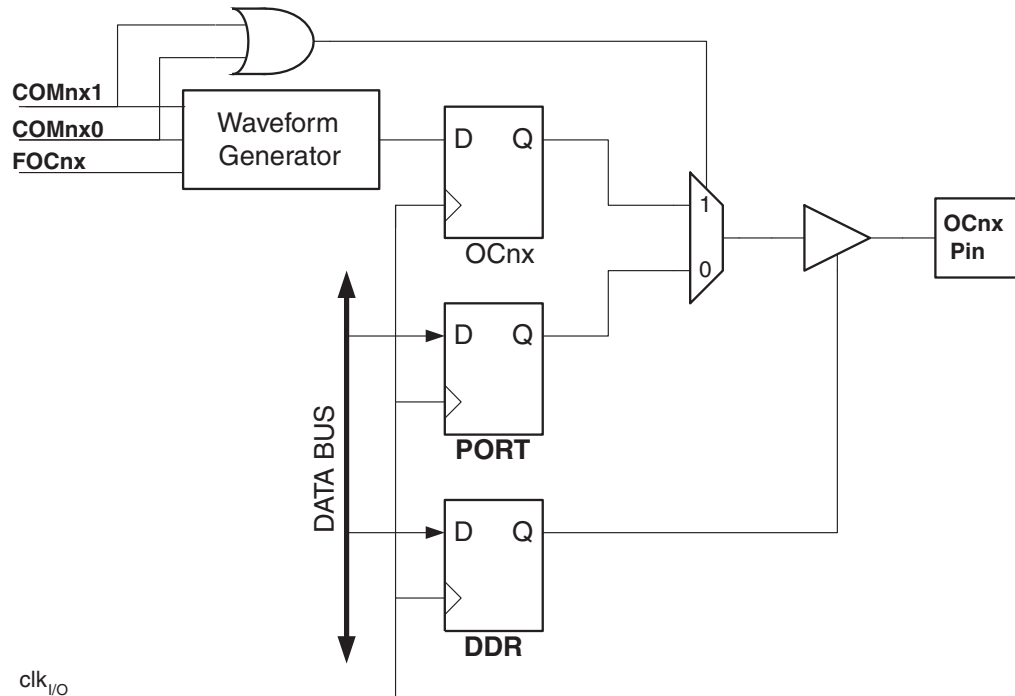 COMnx1
COMnx0
FOCnx
Waveform
Generator
D Q
OCnx
1
0
OCnx
Pin
D Q
PORT
DATA BUS
D Q
DDR
clkI/O